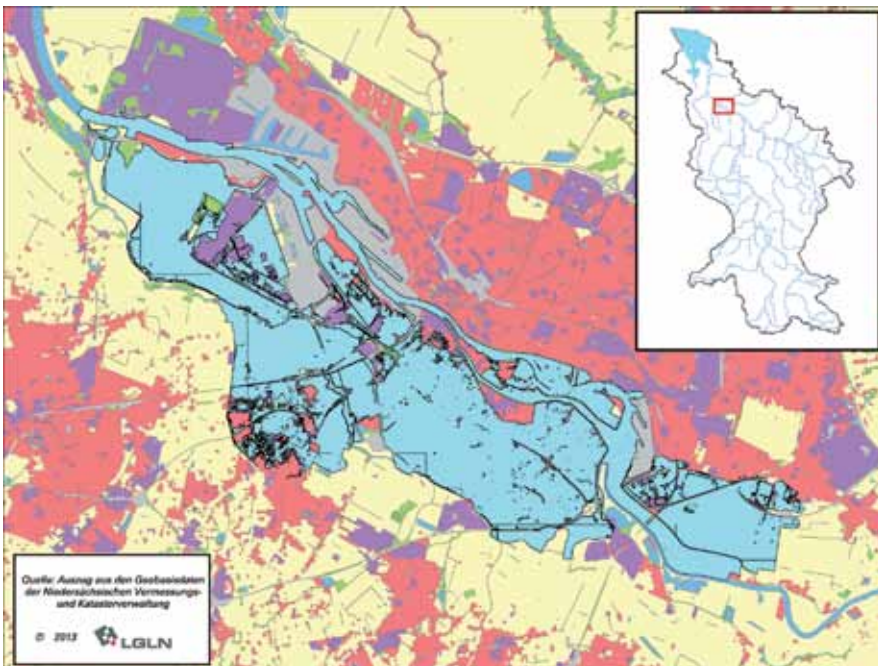 Quelle: Auszug aus den Geobasisdaten
der Niedersächsischen Vermessungs-
und Katasterverwaltung
© 2013 LGLN